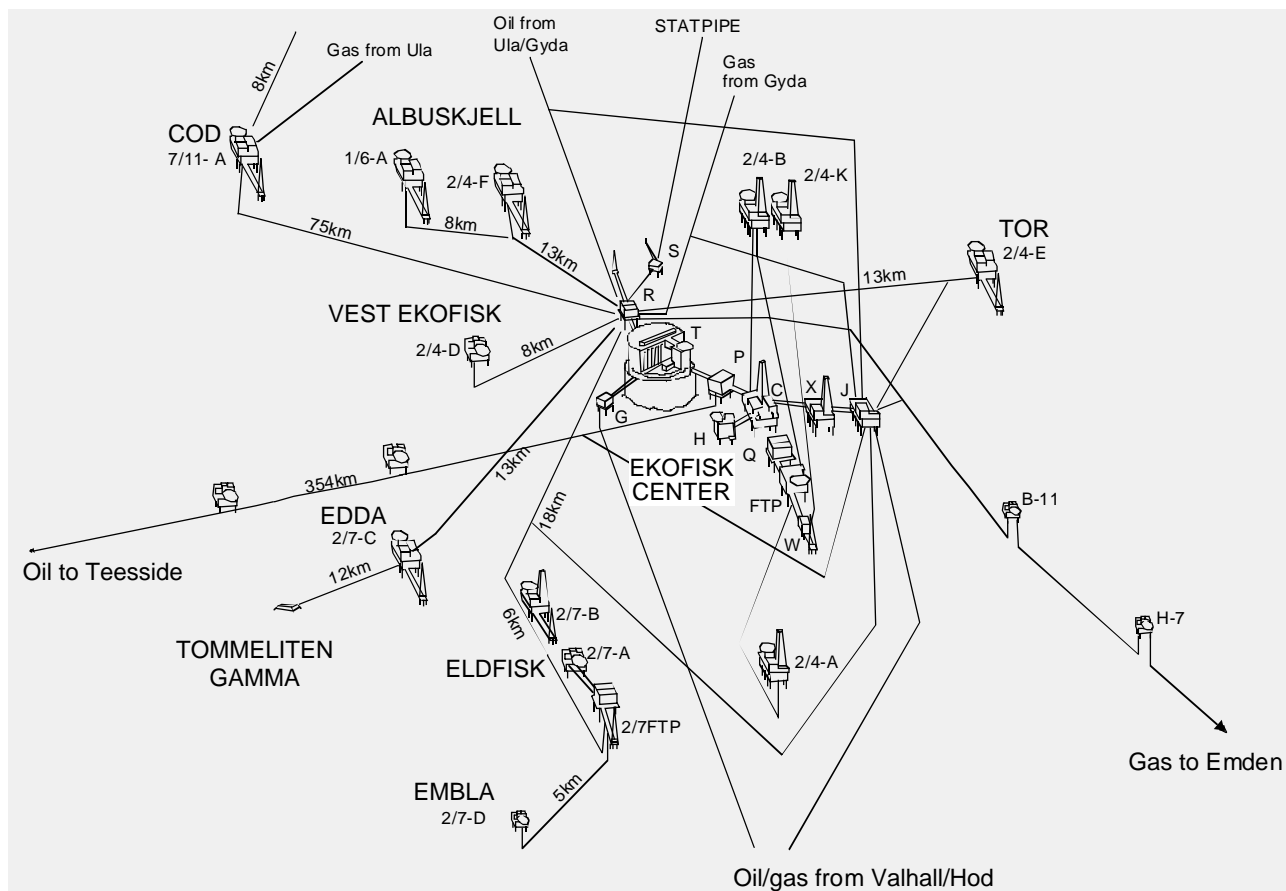 Oil from
Ula/Gyda
STATPIPE
Gas from Ula
Gas
from Gyda
8km
COD
7/11- A
ALBUSKJELL
1/6-A
2/4-F
2/4-B
2/4-K
TOR
2/4-E
75km
8km
13km
S
13km
R
VEST EKOFISK
2/4-D
8km
T
P
C
X
J
G
H
Q
EKOFISK
CENTER
354km
13km
18km
FTP
W
B-11
EDDA
2/7-C
Oil to Teesside
12km
TOMMELITEN
GAMMA
2/7-B
6km
2/7-A
ELDFISK
2/4-A
H-7
2/7FTP
Gas to Emden
EMBLA
2/7-D
5km
Oil/gas from Valhall/Hod